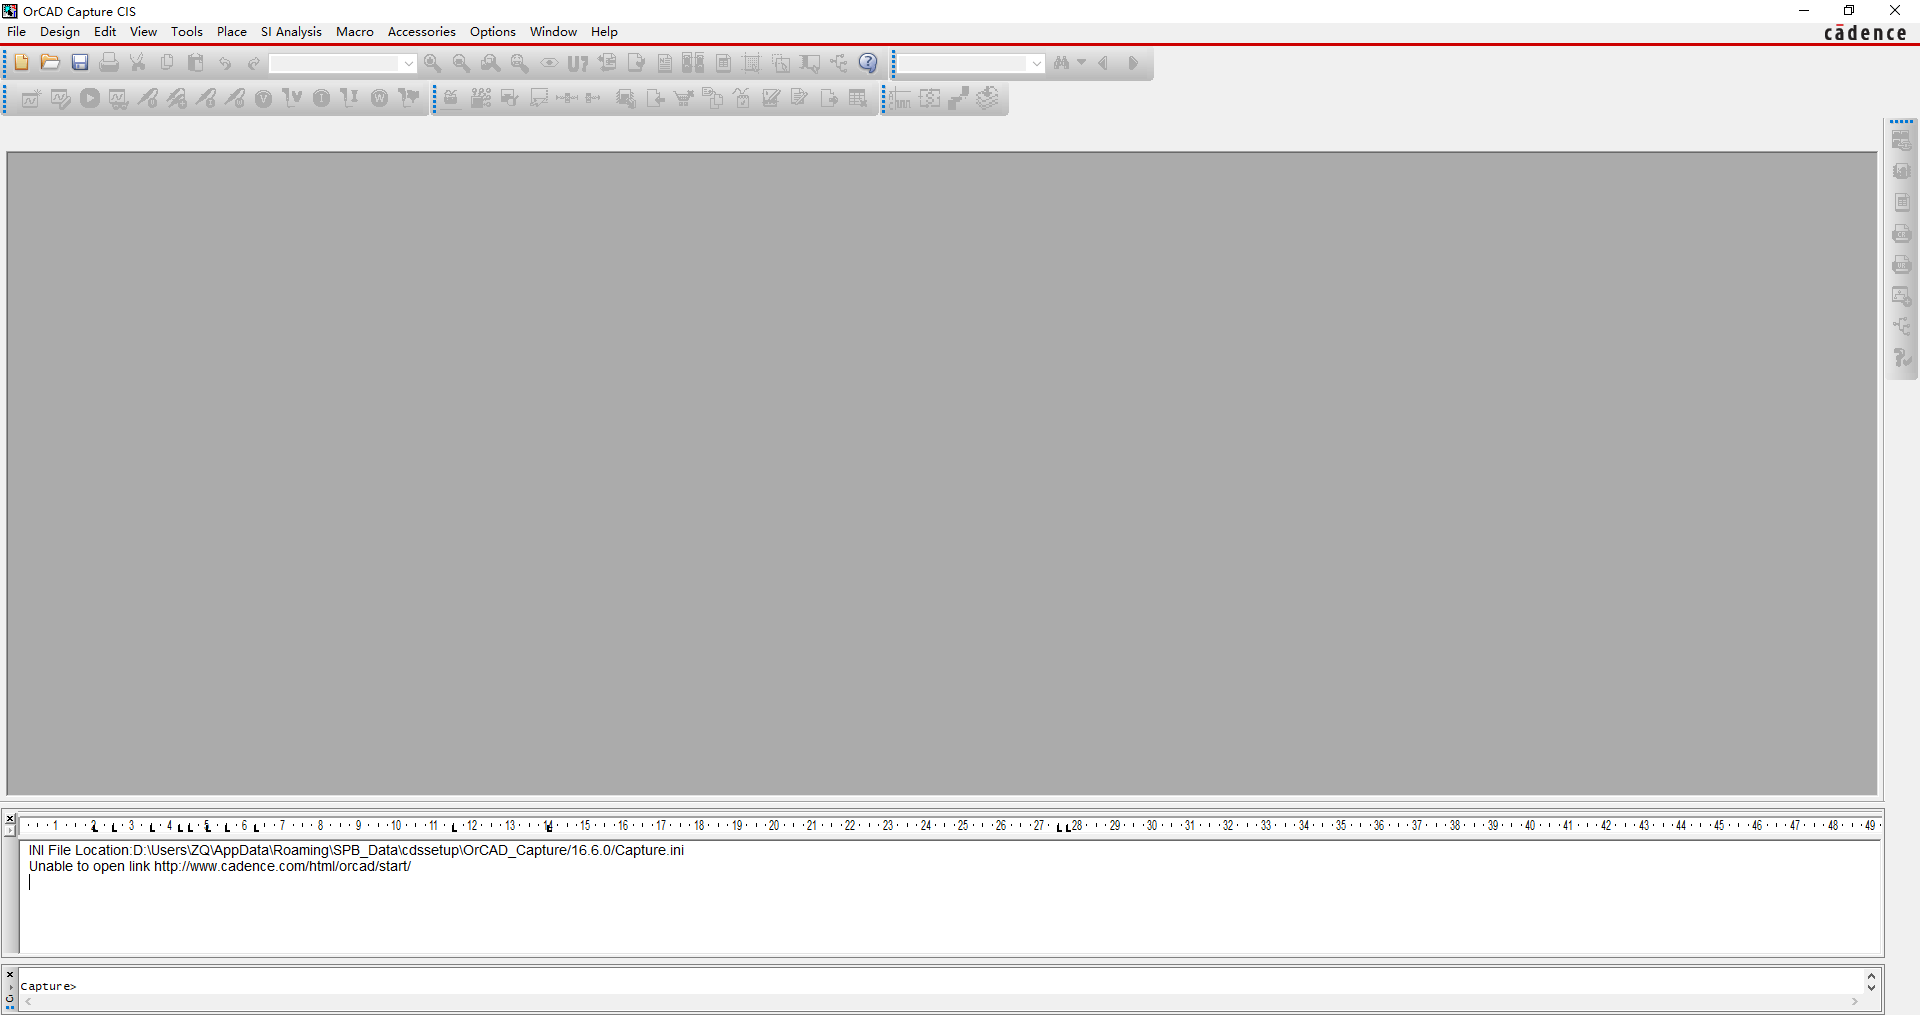 OrCAD Capture CIS
File Design Edit View Tools Place SI Analysis Macro Accessories Options Window Help
cādence
U?
V V I I W
1 2 3 4 5 6 7 8 9 10 11 12 13 14 15 16 17 18 19 20 21 22 23 24 25 26 27 28 29 30 31 32 33 34 35 36 37 38 39 40 41 42 43 44 45 46 47 48 49
INI File Location:D:\Users\ZQ\AppData\Roaming\SPB_Data\cdssetup\OrCAD_Capture/16.6.0/Capture.ini
Unable to open link http://www.cadence.com/html/orcad/start/
Capture>